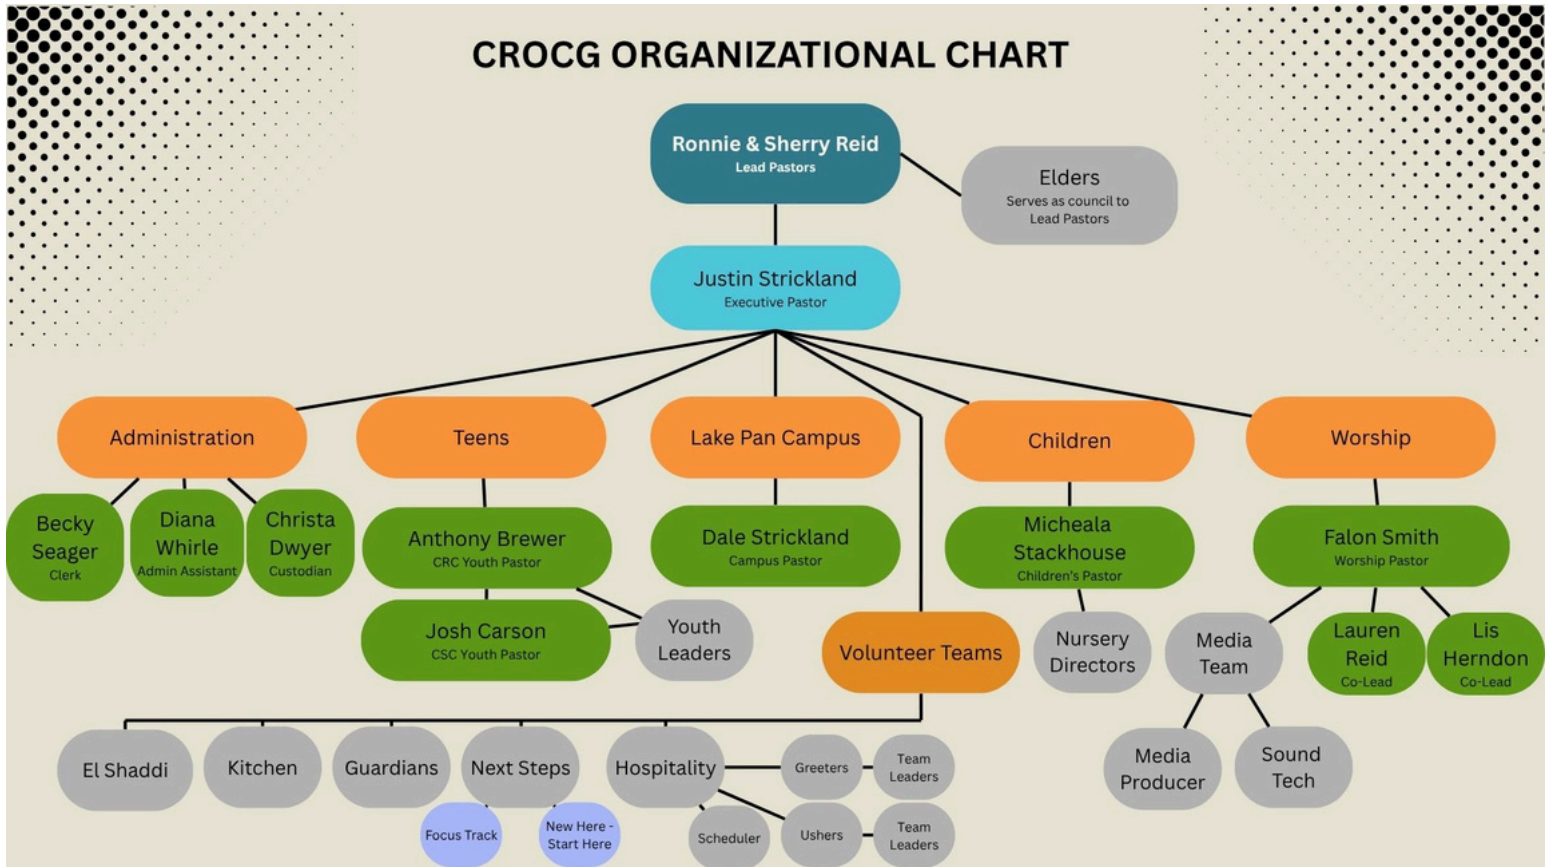 CROCG ORGANIZATIONAL CHART
Ronnie & Sherry Reid
Lead Pastors
Elders
Serves as council to
Lead Pastors
Justin Strickland
Executive Pastor
Administration
Teens
Lake Pan Campus
Children
Worship
Becky
Seager
Clerk
Diana
Whirle
Admin Assistant
Christa
Dwyer
Custodian
Anthony Brewer
CRC Youth Pastor
Dale Strickland
Campus Pastor
Micheala
Stackhouse
Children's Pastor
Falon Smith
Worship Pastor
Josh Carson
CSC Youth Pastor
Youth
Leaders
Volunteer Teams
Nursery
Directors
Media
Team
Lauren
Reid
Co-Lead
Lis
Herndon
Co-Lead
El Shaddi
Kitchen
Guardians
Next Steps
Hospitality
Greeters
Team
Leaders
Media
Producer
Sound
Tech
Focus Track
New Here -
Start Here
Scheduler
Ushers
Team
Leaders